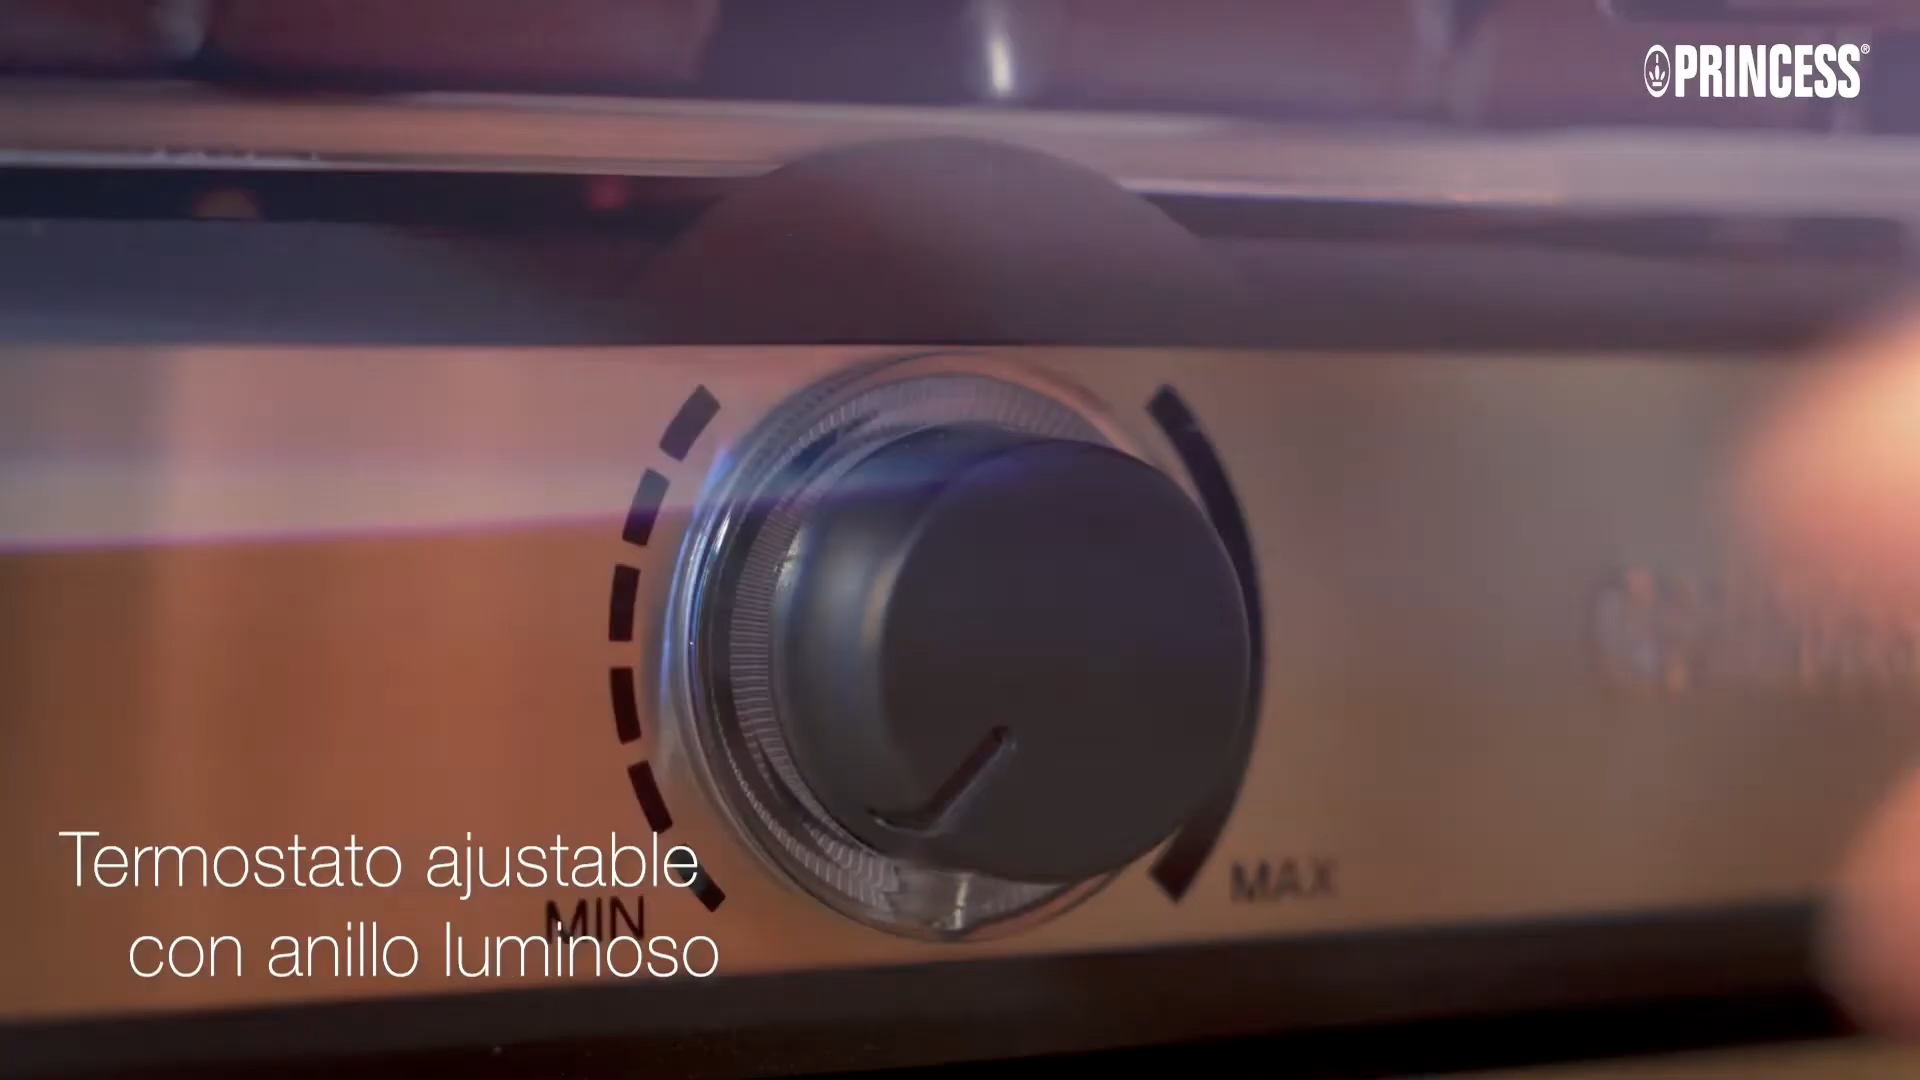 PRINCESS®
MAX
MIN
Termostato ajustable
con anillo luminoso